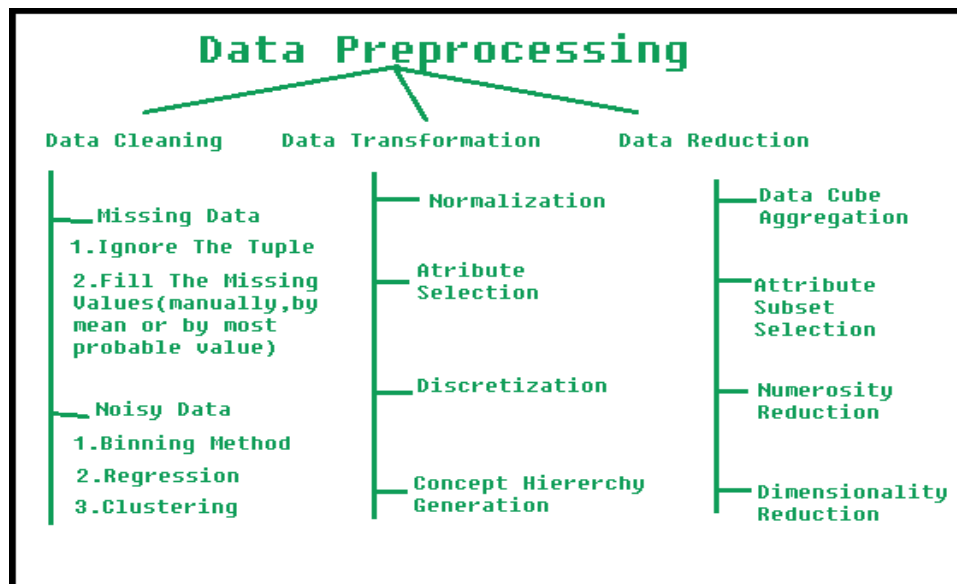 Data Preprocessing
Data Cleaning
Missing Data
1.Ignore The Tuple
2.Fill The Missing
Values(manually,by
mean or by most
probable value)
Noisy Data
1.Binning Method
2.Regression
3.Clustering
Data Transformation
Normalization
Atribute
Selection
Discretization
Concept Hiererchy
Generation
Data Reduction
Data Cube
Aggregation
Attribute
Subset
Selection
Numerosity
Reduction
Dimensionality
Reduction